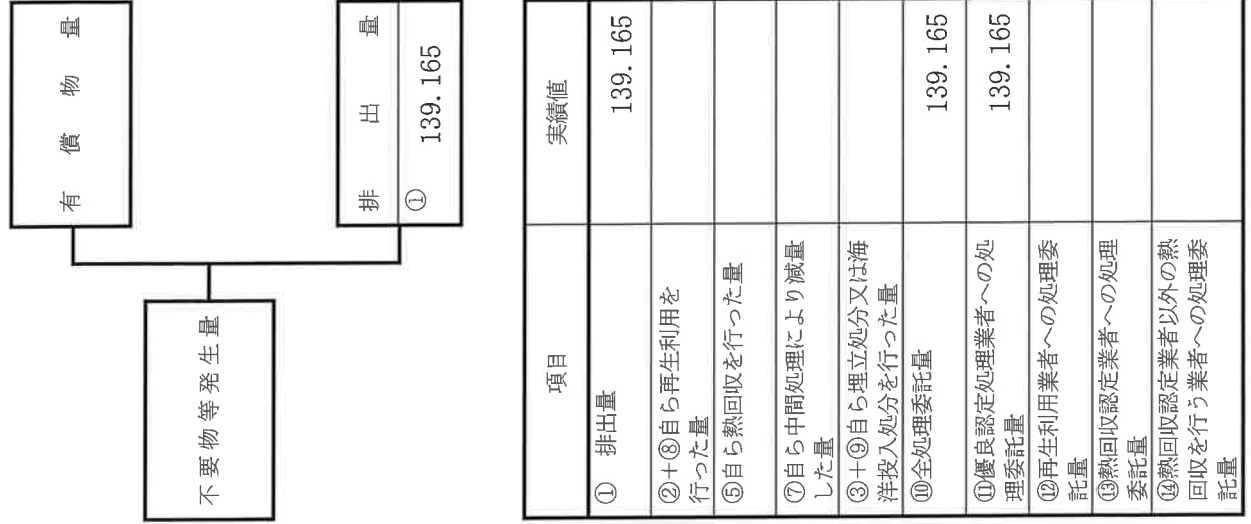 有償物量
不要物等発生量
排出量
①
139.165
項目 実績値
① 排出量 139.165
②+⑧自ら再生利用を
行った量
⑤自ら熱回収を行った量
⑦自ら中間処理により減量
した量
③+⑨自ら埋立処分又は海
洋投入処分を行った量
⑩全処理委託量 139.165
⑪優良認定処理業者への処
理委託量 139.165
⑫再生利用業者への処理委
託量
⑬熱回収認定業者への処理
委託量
⑭熱回収認定業者以外の熱
回収を行う業者への処理委
託量